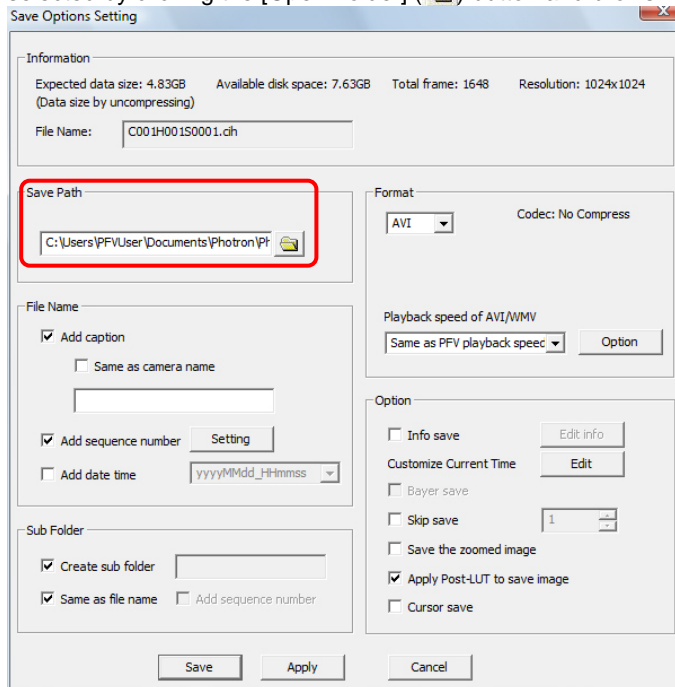 Save Options Setting
Information
Expected data size: 4.83GB Available disk space: 7.63GB Total frame: 1648 Resolution: 1024x1024
(Data size by uncompressing)
File Name: C001H001S0001.cih
Save Path
C:\Users\PFVUser\Documents\Photron\Ph
Format
AVI Codec: No Compress
Playback speed of AVI/WMV
Same as PFV playback speed Option
File Name
Add caption
Same as camera name
Add sequence number Setting
Add date time yyyyMMdd_HHmmss
Option
Info save Edit info
Customize Current Time Edit
Bayer save
Skip save 1
Save the zoomed image
Apply Post-LUT to save image
Cursor save
Sub Folder
Create sub folder
Same as file name Add sequence number
Save Apply Cancel